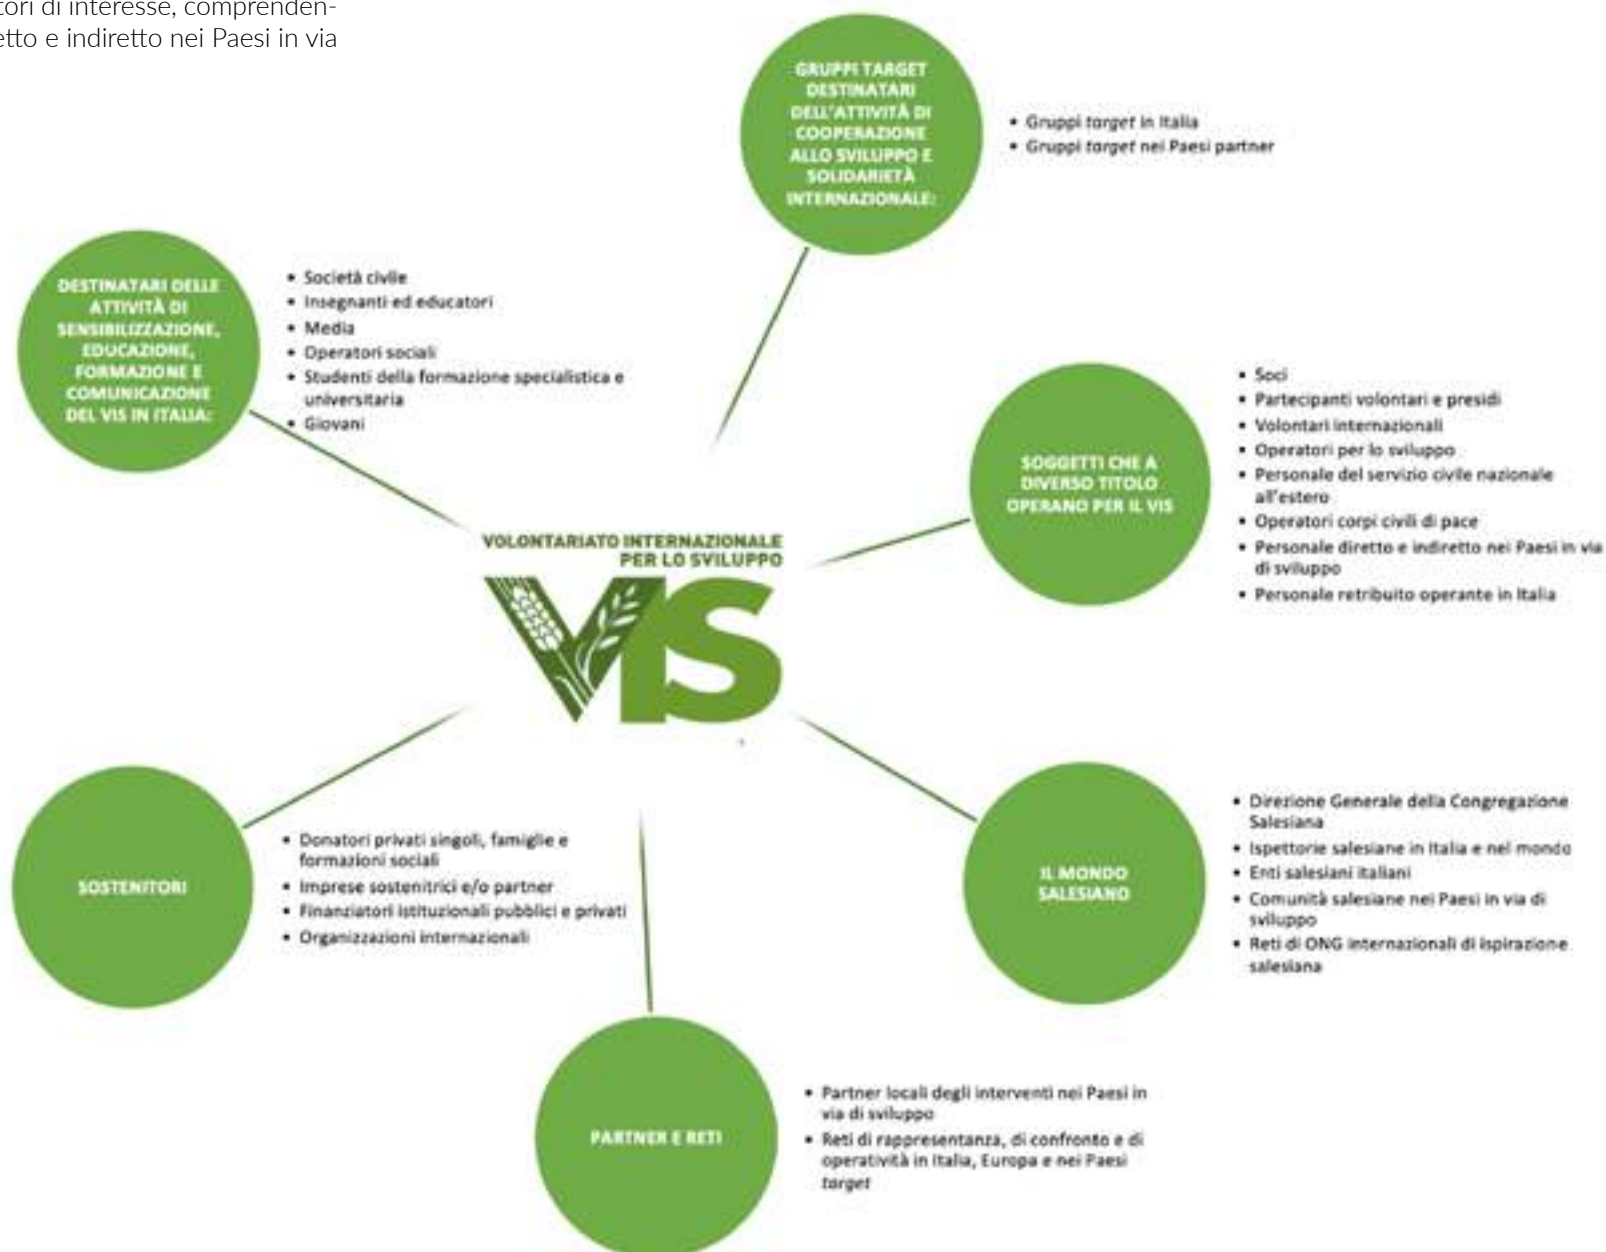 tori di interesse, comprenden-
etto e indiretto nei Paesi in via
GRUPPI TARGET
DESTINATARI
DELL'ATTIVITÀ DI
COOPERAZIONE
ALLO SVILUPPO E
SOLIDARIETÀ
INTERNAZIONALE:
• Gruppi target in Italia
• Gruppi target nei Paesi partner
DESTINATARI DELLE
ATTIVITÀ DI
SENSIBILIZZAZIONE,
EDUCAZIONE,
FORMAZIONE E
COMUNICAZIONE
DEL VIS IN ITALIA:
• Società civile
• Insegnanti ed educatori
• Media
• Operatori sociali
• Studenti della formazione specialistica e
universitaria
• Giovani
SOGGETTI CHE A
DIVERSO TITOLO
OPERANO PER IL VIS
• Soci
• Partecipanti volontari e presidi
• Volontari internazionali
• Operatori per lo sviluppo
• Personale del servizio civile nazionale
all'estero
• Operatori corpi civili di pace
• Personale diretto e indiretto nei Paesi in via
di sviluppo
• Personale retribuito operante in Italia
VOLONTARIATO INTERNAZIONALE
PER LO SVILUPPO
VIS
SOSTENITORI
• Donatori privati singoli, famiglie e
formazioni sociali
• Imprese sostenitrici e/o partner
• Finanziatori istituzionali pubblici e privati
• Organizzazioni internazionali
IL MONDO
SALESIANO
• Direzione Generale della Congregazione
Salesiana
• Ispettorie salesiane in Italia e nel mondo
• Enti salesiani italiani
• Comunità salesiane nei Paesi in via di
sviluppo
• Reti di ONG internazionali di ispirazione
salesiana
PARTNER E RETI
• Partner locali degli interventi nei Paesi in
via di sviluppo
• Reti di rappresentanza, di confronto e di
operatività in Italia, Europa e nei Paesi
target